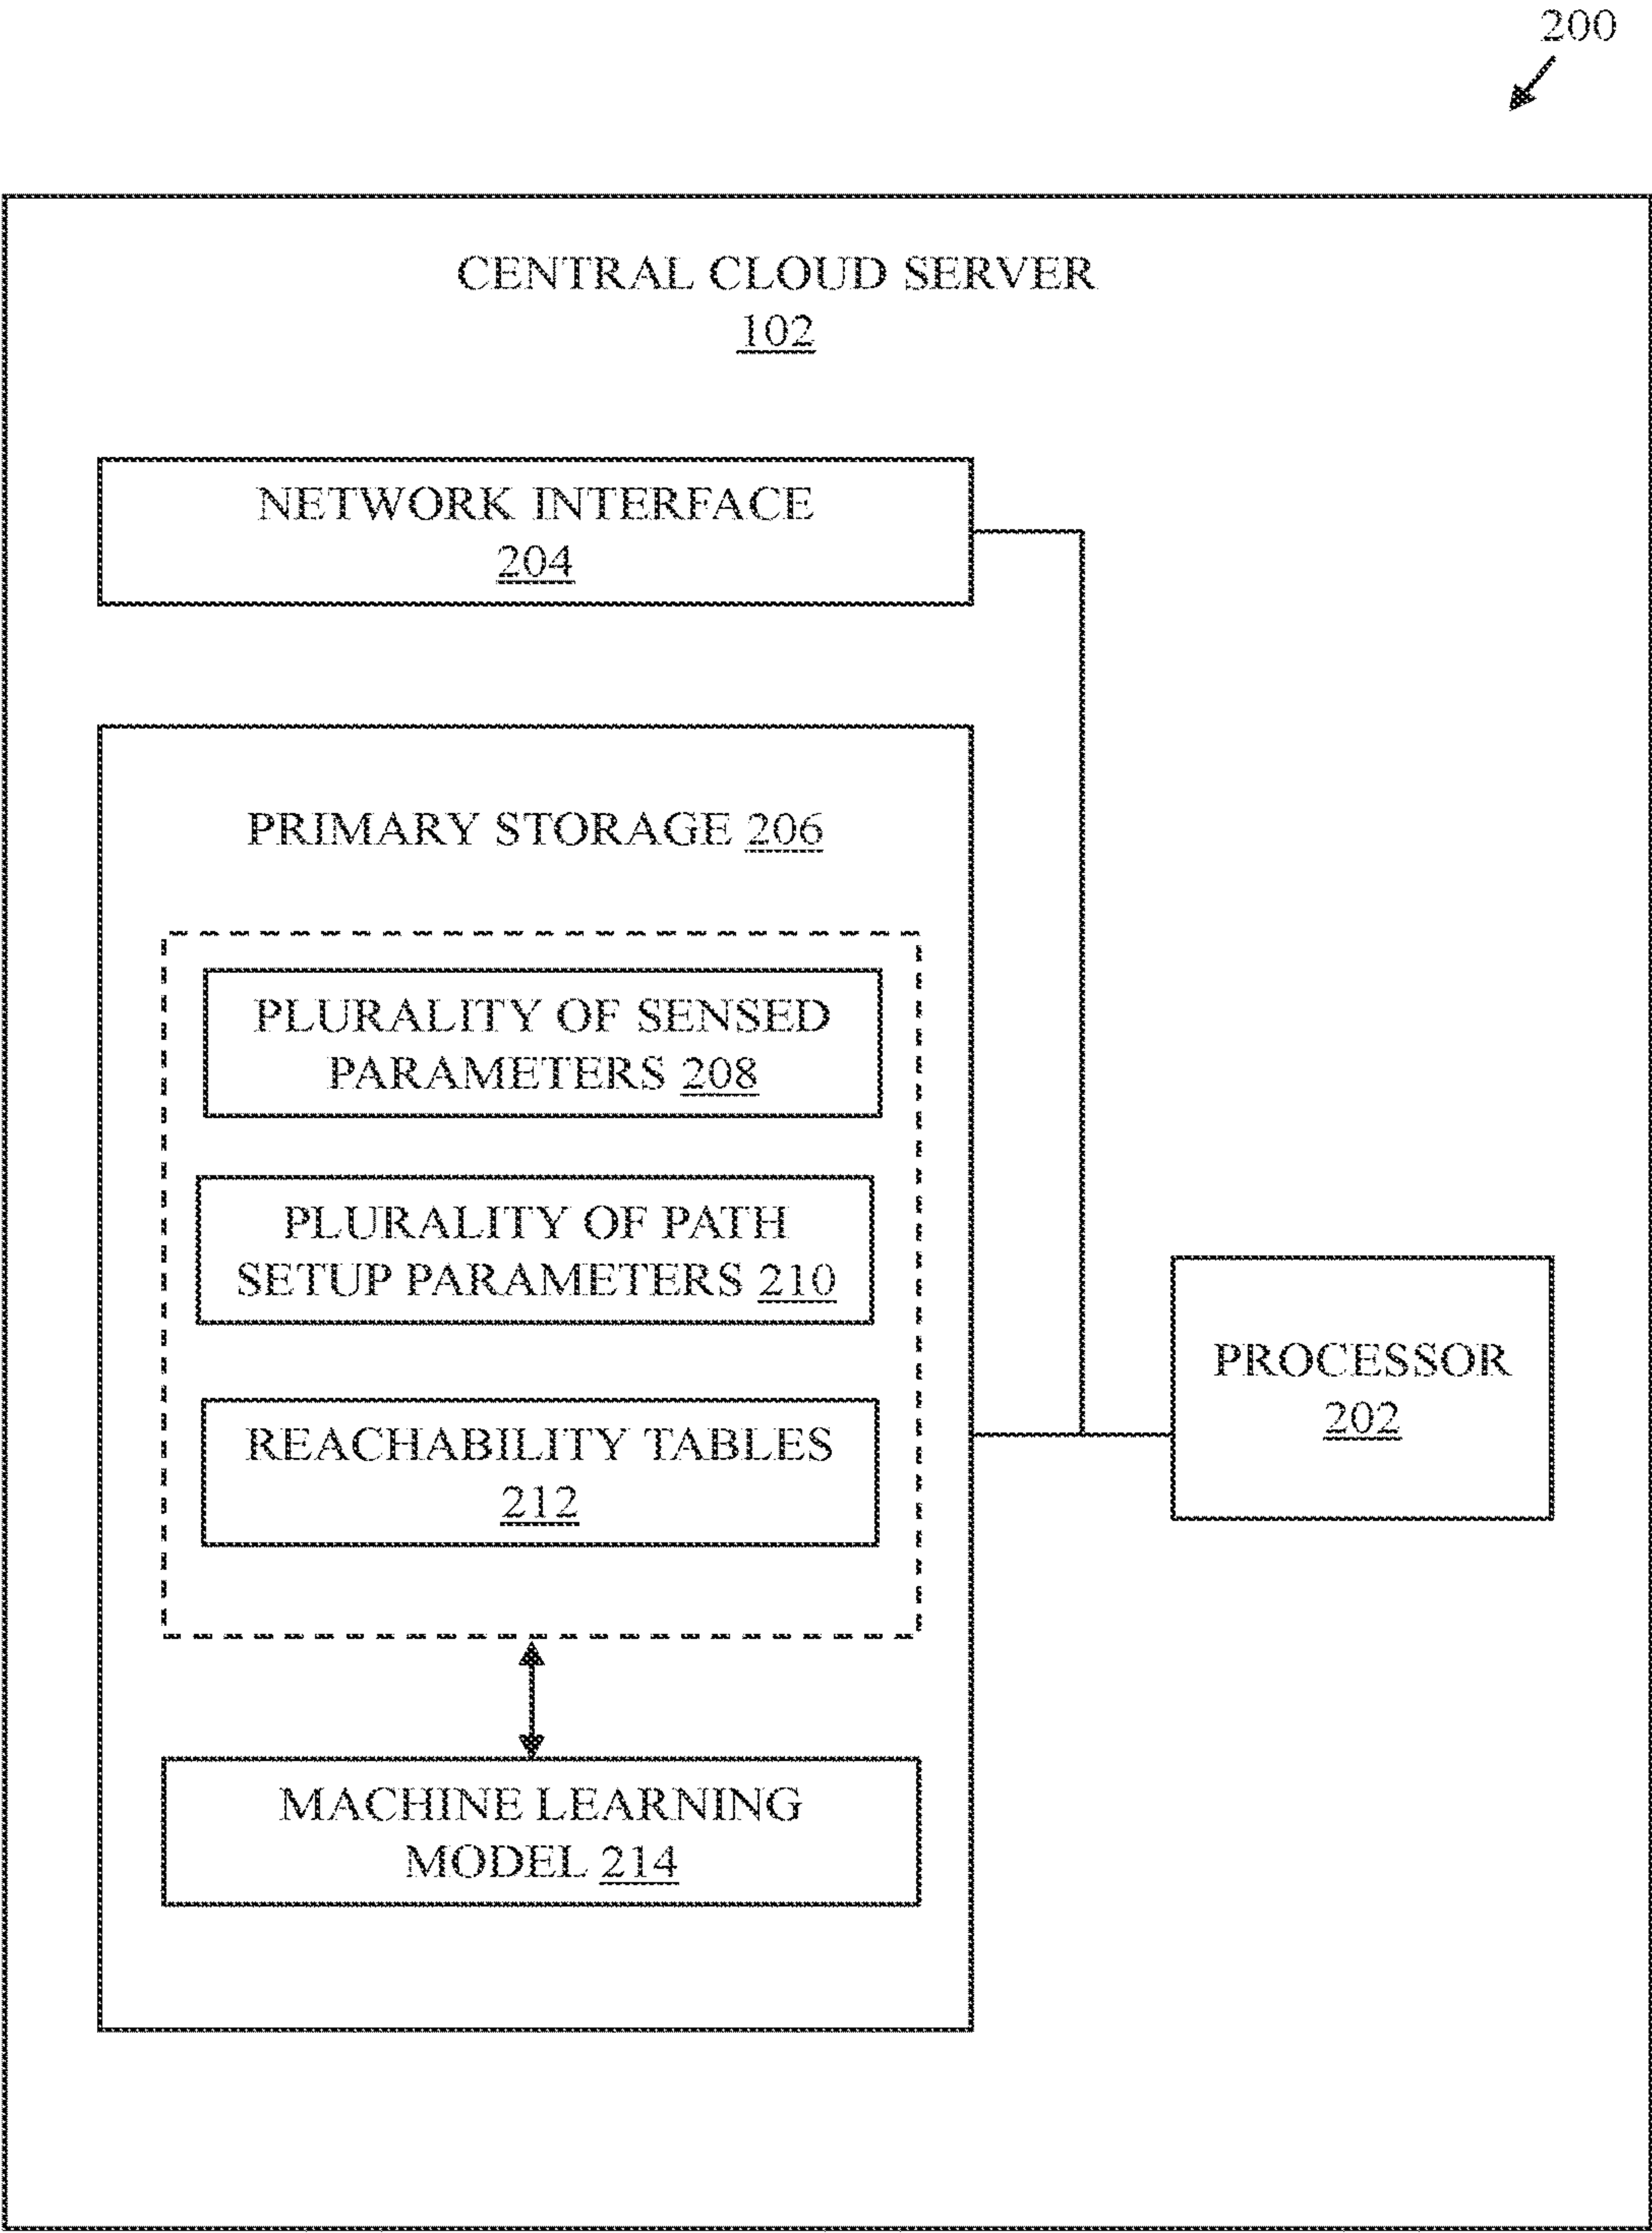 200
CENTRAL CLOUD SERVER
102
NETWORK INTERFACE
204
PRIMARY STORAGE 206
PLURALITY OF SENSED
PARAMETERS 208
PLURALITY OF PATH
SETUP PARAMETERS 210
REACHABILITY TABLES
212
PROCESSOR
202
MACHINE LEARNING
MODEL 214